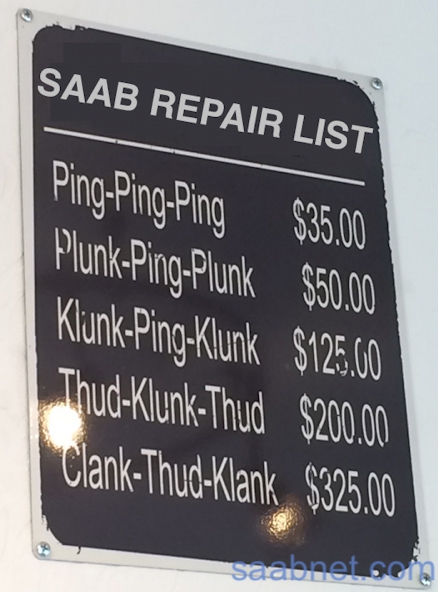 SAAB REPAIR LIST
Ping-Ping-Ping $35.00
Plunk-Ping-Plunk $50.00
Klunk-Ping-Klunk $125.00
Thud-Klunk-Thud $200.00
Clank-Thud-Klank $325.00
saabnet.com